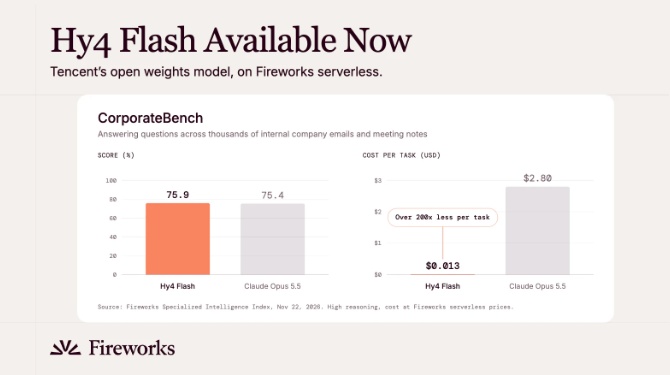 Hy4 Flash Available Now
Tencent's open weights model, on Fireworks serverless.
CorporateBench
Answering questions across thousands of internal company emails and meeting notes
SCORE (%)
100
80
60
40
20
0
75.9
75.4
Hy4 Flash
Claude Opus 5.5
COST PER TASK (USD)
$3
$2
$1
$0
Over 200x less per task
$0.013
$2.80
Hy4 Flash
Claude Opus 5.5
Source: Fireworks Specialized Intelligence Index, Nov 22, 2026. High reasoning, cost at Fireworks serverless prices.
Fireworks